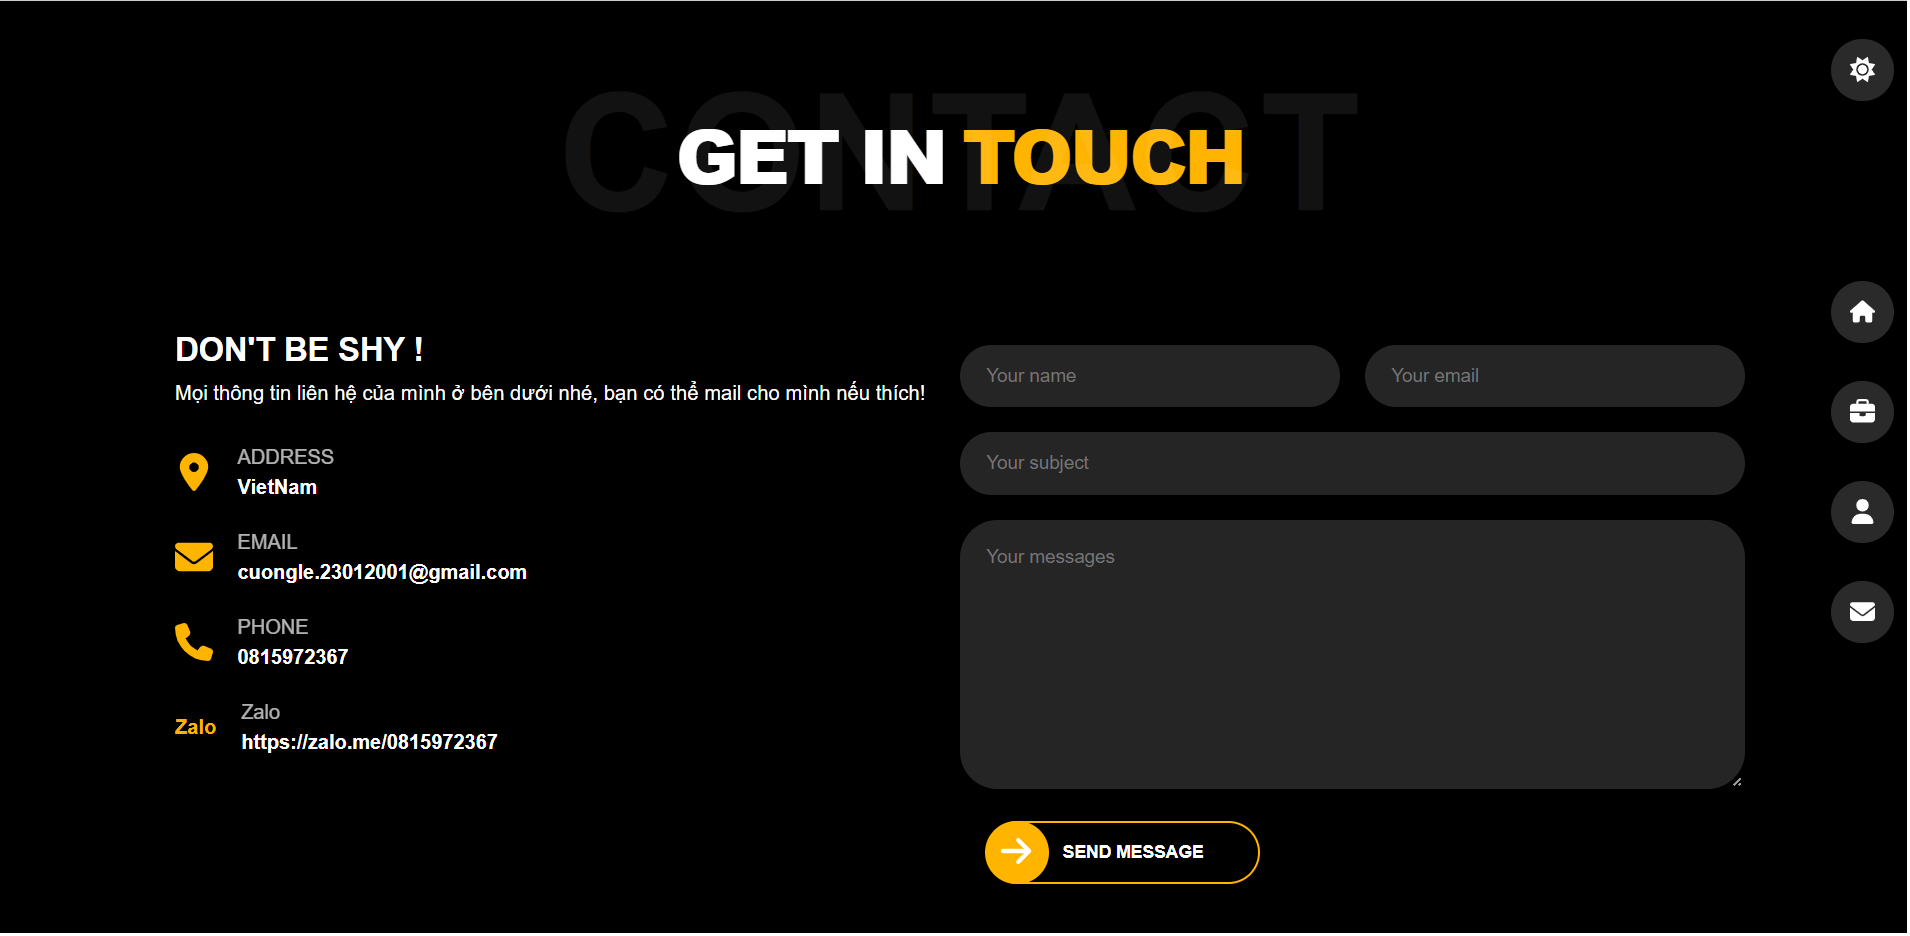 CONTACT
GET IN TOUCH
DON'T BE SHY !
Mọi thông tin liên hệ của mình ở bên dưới nhé, bạn có thể mail cho mình nếu thích!
ADDRESS
VietNam
EMAIL
cuongle.23012001@gmail.com
PHONE
0815972367
Zalo
Zalo
https://zalo.me/0815972367
Your name
Your email
Your subject
Your messages
SEND MESSAGE